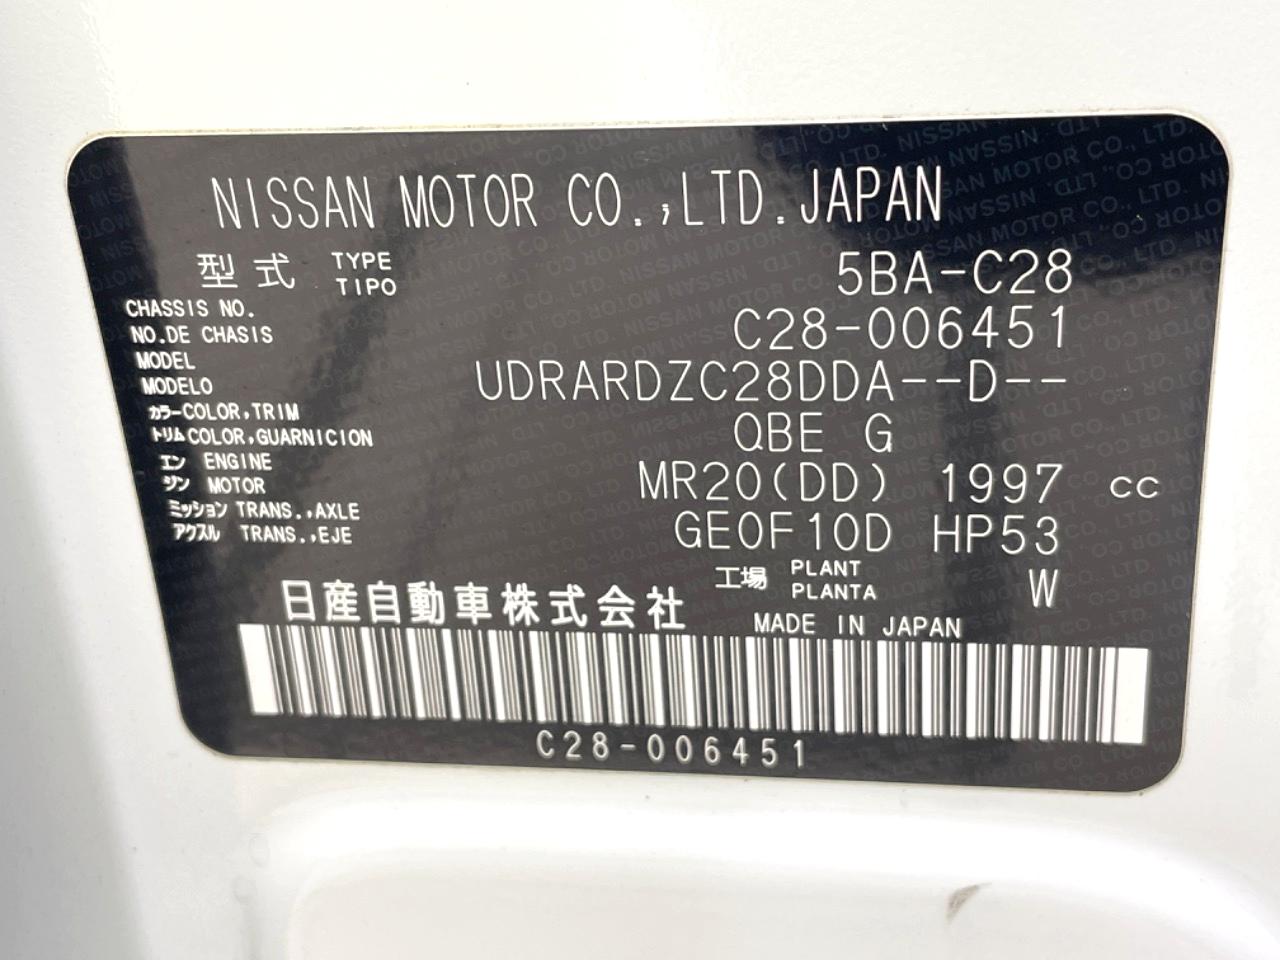 NISSAN MOTOR CO.,LTD.JAPAN
型式 TYPE TIPO 5BA-C28
CHASSIS NO.
NO.DE CHASIS C28-006451
MODEL
MODELO UDRARDZC28DDA--D--
カラー COLOR,TRIM
トリム COLOR,GUARNICION QBE G
エン ENGINE
ジン MOTOR MR20(DD) 1997 cc
ミッション TRANS.,AXLE
アクスル TRANS.,EJE GE0F10D HP53
工場 PLANT PLANTA W
日産自動車株式会社 MADE IN JAPAN
C28-006451